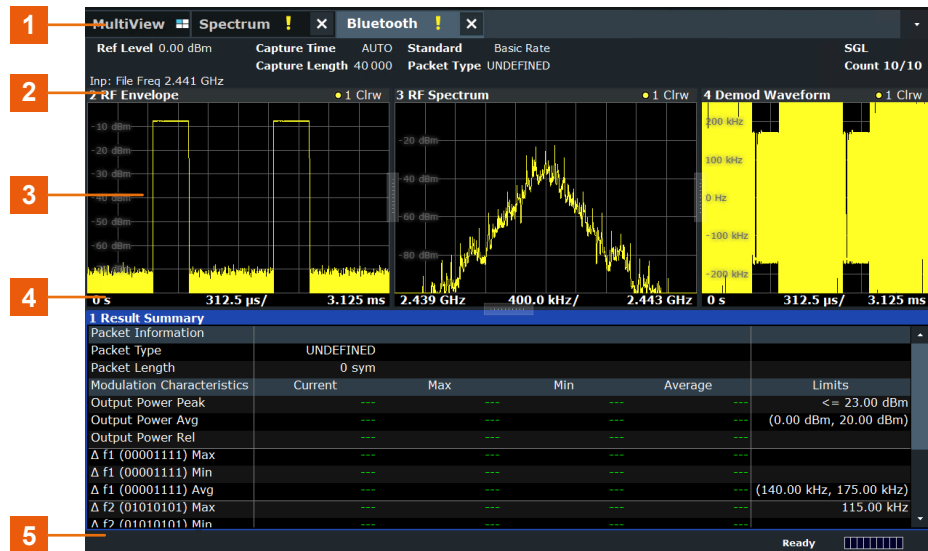 1
MultiView Spectrum ! X Bluetooth ! X
Ref Level 0.00 dBm Capture Time AUTO Standard Basic Rate SGL
Capture Length 40 000 Packet Type UNDEFINED Count 10/10
Inp: File Freq 2.441 GHz
2
2 RF Envelope 1 Clrw 3 RF Spectrum 1 Clrw 4 Demod Waveform 1 Clrw
-10 dBm
-20 dBm
-30 dBm
-40 dBm
-50 dBm
-60 dBm
-20 dBm
-40 dBm
-60 dBm
-80 dBm
200 kHz
100 kHz
0 Hz
-100 kHz
-200 kHz
3
4
0 s 312.5 µs/ 3.125 ms 2.439 GHz 400.0 kHz/ 2.443 GHz 0 s 312.5 µs/ 3.125 ms
1 Result Summary
Packet Information
Packet Type UNDEFINED
Packet Length 0 sym
Modulation Characteristics Current Max Min Average Limits
Output Power Peak --- --- --- --- <= 23.00 dBm
Output Power Avg --- --- --- --- (0.00 dBm, 20.00 dBm)
Output Power Rel --- --- --- ---
Δ f1 (00001111) Max --- --- --- ---
Δ f1 (00001111) Min --- --- --- ---
Δ f1 (00001111) Avg --- --- --- --- (140.00 kHz, 175.00 kHz)
Δ f2 (01010101) Max --- --- --- --- 115.00 kHz
Δ f2 (01010101) Min --- --- --- ---
5
Ready